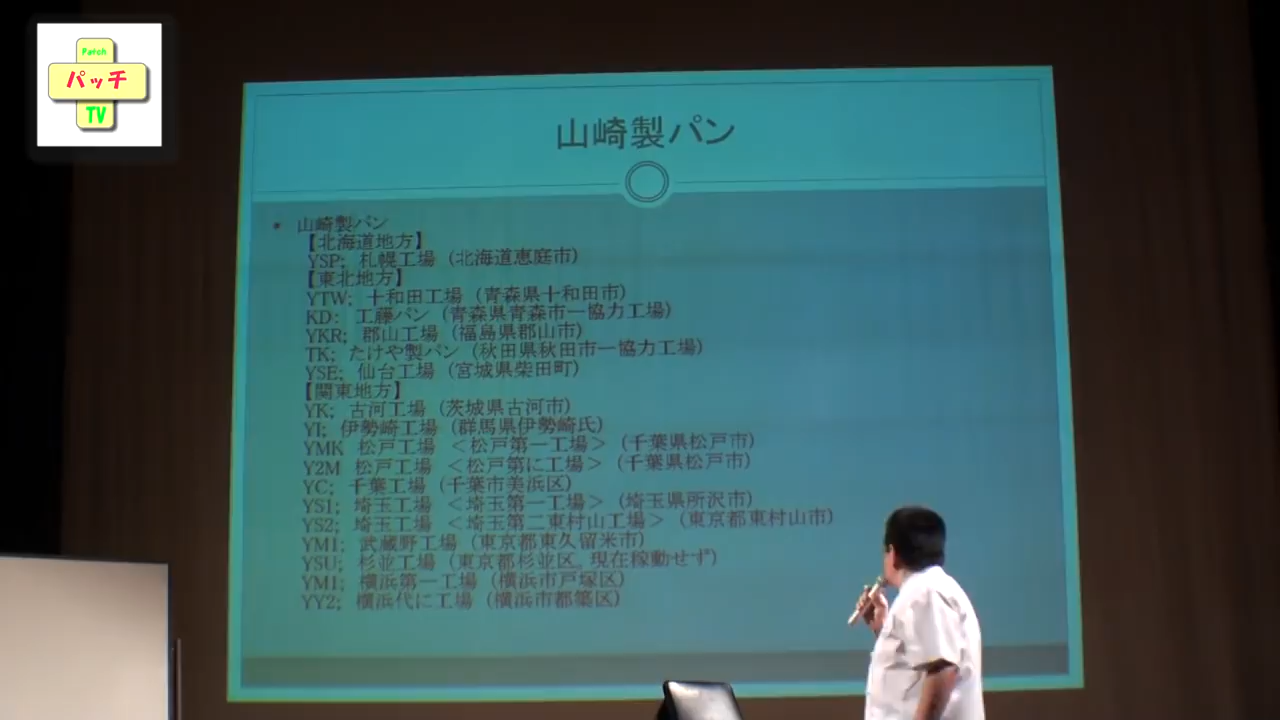 Patch
パッチ
TV
山崎製パン
• 山崎製パン
【北海道地方】
YSP; 札幌工場（北海道恵庭市）
【東北地方】
YTW; 十和田工場（青森県十和田市）
KD; 工藤パン（青森県青森市―協力工場）
YKR; 郡山工場（福島県郡山市）
TK; たけや製パン（秋田県秋田市―協力工場）
YSE; 仙台工場（宮城県柴田町）
【関東地方】
YK; 古河工場（茨城県古河市）
YI; 伊勢崎工場（群馬県伊勢崎氏）
YMK 松戸工場 ＜松戸第一工場＞（千葉県松戸市）
Y2M 松戸工場 ＜松戸第に工場＞（千葉県松戸市）
YC; 千葉工場（千葉市美浜区）
YS1; 埼玉工場 ＜埼玉第一工場＞（埼玉県所沢市）
YS2; 埼玉工場 ＜埼玉第二東村山工場＞（東京都東村山市）
YM1; 武蔵野工場（東京都東久留米市）
YSU; 杉並工場（東京都杉並区。現在稼動せず）
YM1; 横浜第一工場（横浜市戸塚区）
YY2; 横浜代に工場（横浜市都築区）